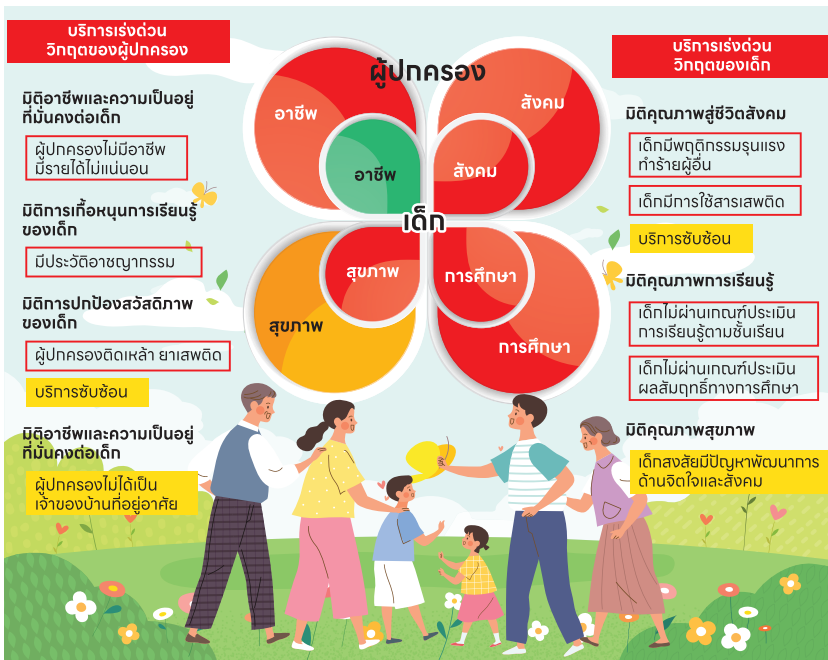 บริการเร่งด่วน
วิกฤตของผู้ปกครอง
มิติอาชีพและความเป็นอยู่
ที่มั่นคงต่อเด็ก
ผู้ปกครองไม่มีอาชีพ
มีรายได้ไม่แน่นอน
มิติการเกื้อหนุนการเรียนรู้
ของเด็ก
มีประวัติอาชญากรรม
มิติการปกป้องสวัสดิภาพ
ของเด็ก
ผู้ปกครองติดเหล้า ยาเสพติด
บริการซับซ้อน
มิติอาชีพและความเป็นอยู่
ที่มั่นคงต่อเด็ก
ผู้ปกครองไม่ได้เป็น
เจ้าของบ้านที่อยู่อาศัย
ผู้ปกครอง
อาชีพ
สังคม
อาชีพ
สังคม
เด็ก
สุขภาพ
การศึกษา
สุขภาพ
การศึกษา
บริการเร่งด่วน
วิกฤตของเด็ก
มิติคุณภาพสู่ชีวิตสังคม
เด็กมีพฤติกรรมรุนแรง
ทำร้ายผู้อื่น
เด็กมีการใช้สารเสพติด
บริการซับซ้อน
มิติคุณภาพการเรียนรู้
เด็กไม่ผ่านเกณฑ์ประเมิน
การเรียนรู้ตามชั้นเรียน
เด็กไม่ผ่านเกณฑ์ประเมิน
ผลสัมฤทธิ์ทางการศึกษา
มิติคุณภาพสุขภาพ
เด็กสงสัยมีปัญหาพัฒนาการ
ด้านจิตใจและสังคม